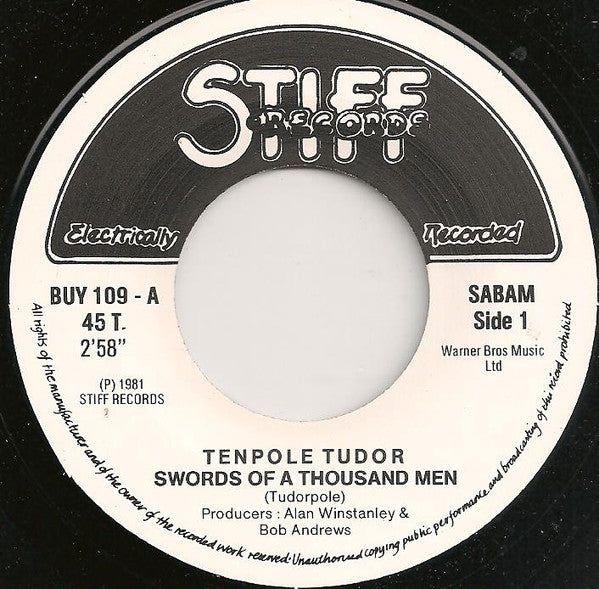 STIFF
RECORDS
Electrically Recorded
BUY 109 - A
45 T.
2'58"
(P) 1981
STIFF RECORDS
SABAM
Side 1
Warner Bros Music
Ltd
TENPOLE TUDOR
SWORDS OF A THOUSAND MEN
(Tudorpole)
Producers : Alan Winstanley &
Bob Andrews
All rights of the manufacturer and of the owner of the recorded work reserved. Unauthorised copying public performance and broadcasting of this record prohibited